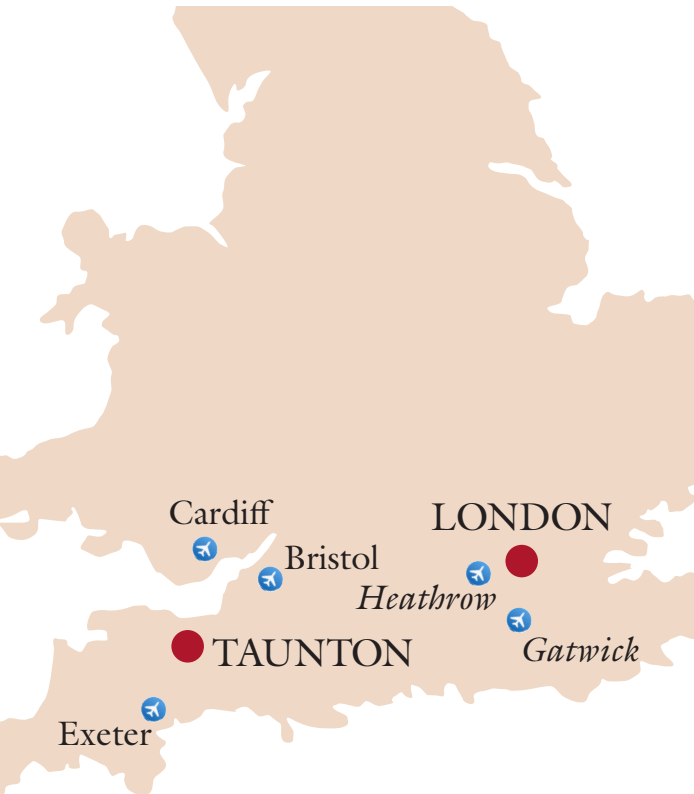 Cardiff
LONDON
Bristol
Heathrow
TAUNTON
Gatwick
Exeter